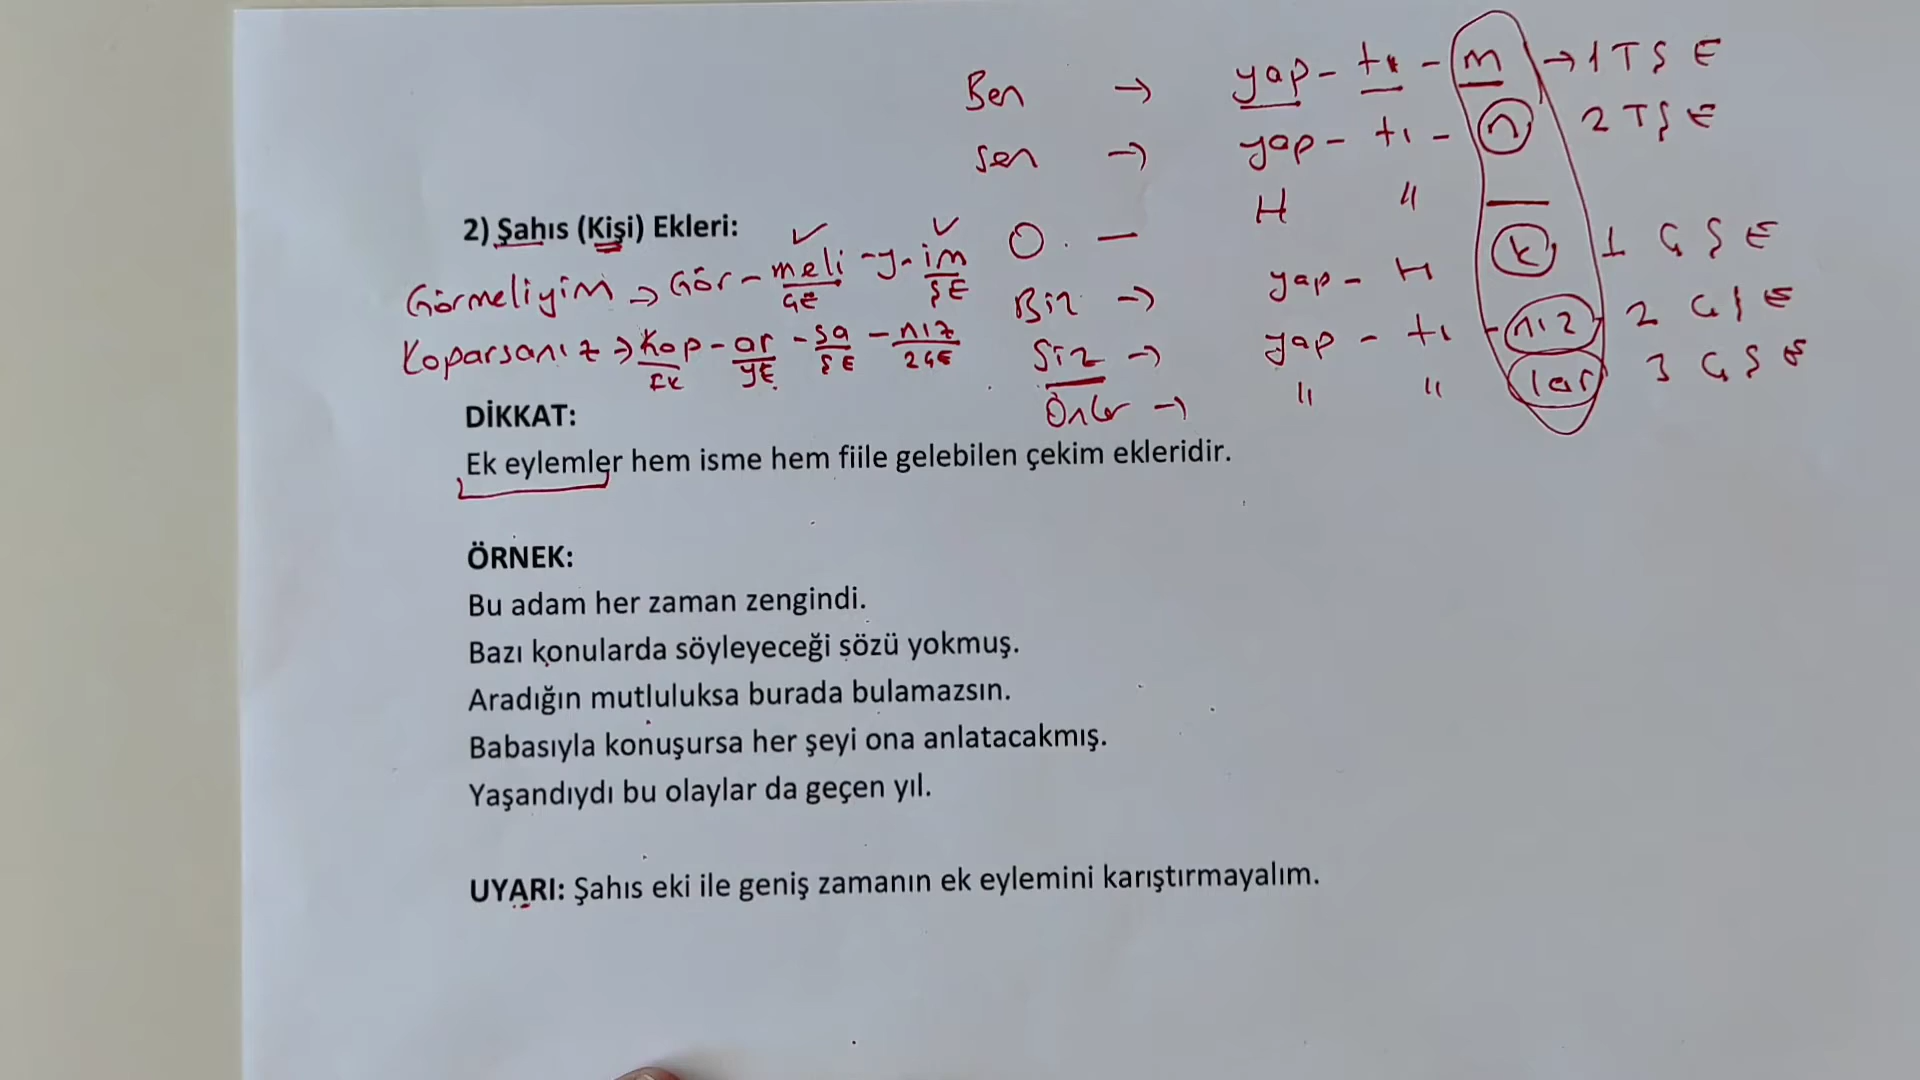 Ben → yap - tı - m → 1 T Ş E
Sen → yap - tı - n 2 T Ş E
O - 〃 —
Biz → yap - tı k 1 Ç Ş E
Siz → yap - tı - nız 2 Ç Ş E
Onlar → 〃 〃 lar 3 Ç Ş E
2) Şahıs (Kişi) Ekleri:
Görmeliyim → Gör - meli - y - im
ŞE
Koparsanız → Kop - ar - sa - nız
ŞE
DİKKAT:
Ek eylemler hem isme hem fiile gelebilen çekim ekleridir.
ÖRNEK:
Bu adam her zaman zengindi.
Bazı konularda söyleyeceği sözü yokmuş.
Aradığın mutluluksa burada bulamazsın.
Babasıyla konuşursa her şeyi ona anlatacakmış.
Yaşandıydı bu olaylar da geçen yıl.
UYARI: Şahıs eki ile geniş zamanın ek eylemini karıştırmayalım.